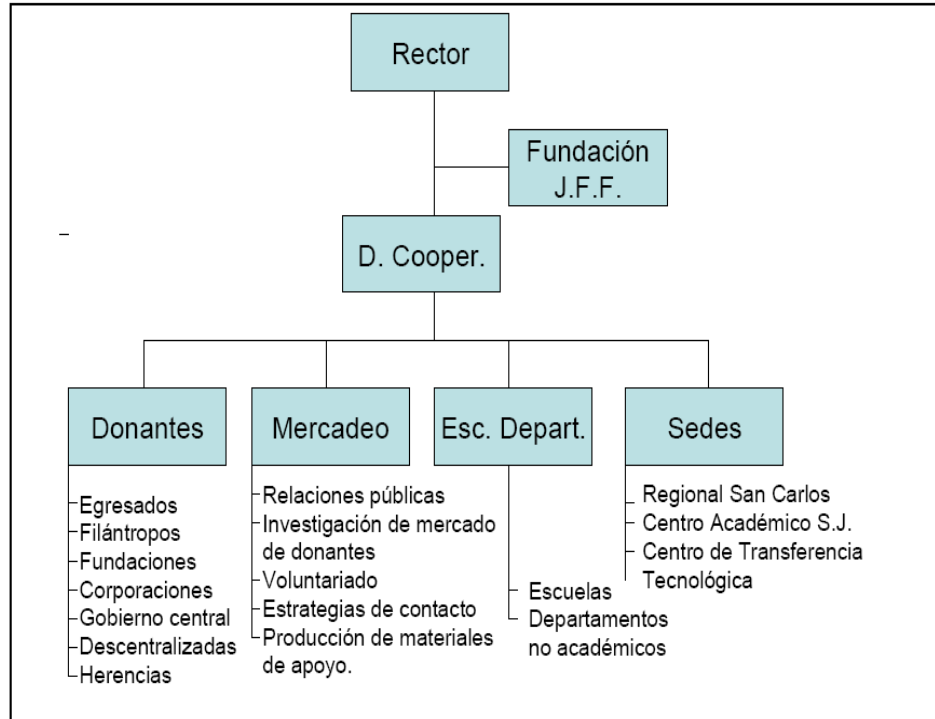 Rector
Fundación
J.F.F.
D. Cooper.
Donantes
Egresados
Filántropos
Fundaciones
Corporaciones
Gobierno central
Descentralizadas
Herencias
Mercadeo
Relaciones públicas
Investigación de mercado
de donantes
Voluntariado
Estrategias de contacto
Producción de materiales
de apoyo.
Esc. Depart.
Escuelas
Departamentos
no académicos
Sedes
Regional San Carlos
Centro Académico S.J.
Centro de Transferencia
Tecnológica